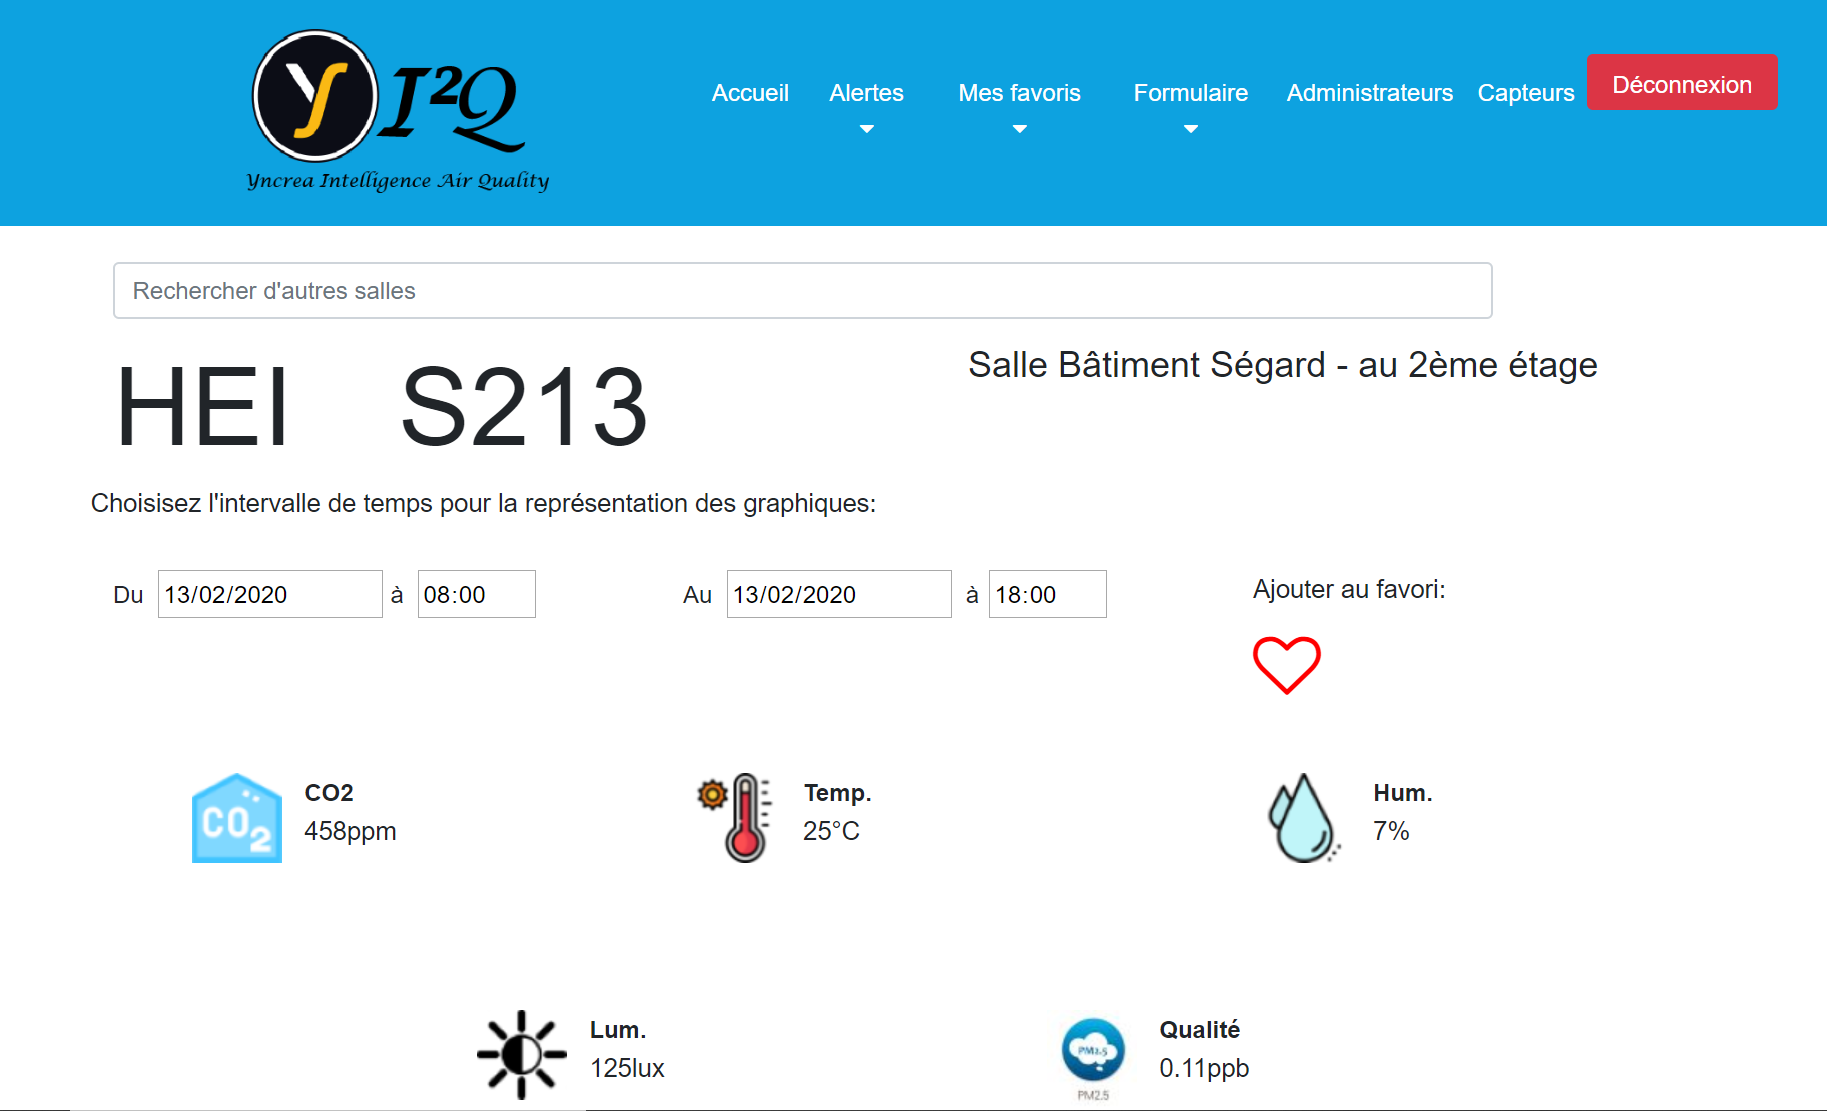 Y I²Q
Yncrea Intelligence Air Quality
Accueil Alertes Mes favoris Formulaire Administrateurs Capteurs Déconnexion
Rechercher d'autres salles
HEI S213
Salle Bâtiment Ségard - au 2ème étage
Choisisez l'intervalle de temps pour la représentation des graphiques:
Du 13/02/2020 à 08:00 Au 13/02/2020 à 18:00
Ajouter au favori:
CO2
CO2
458ppm
Temp.
25°C
Hum.
7%
Lum.
125lux
PM2.5
PM2.5
Qualité
0.11ppb